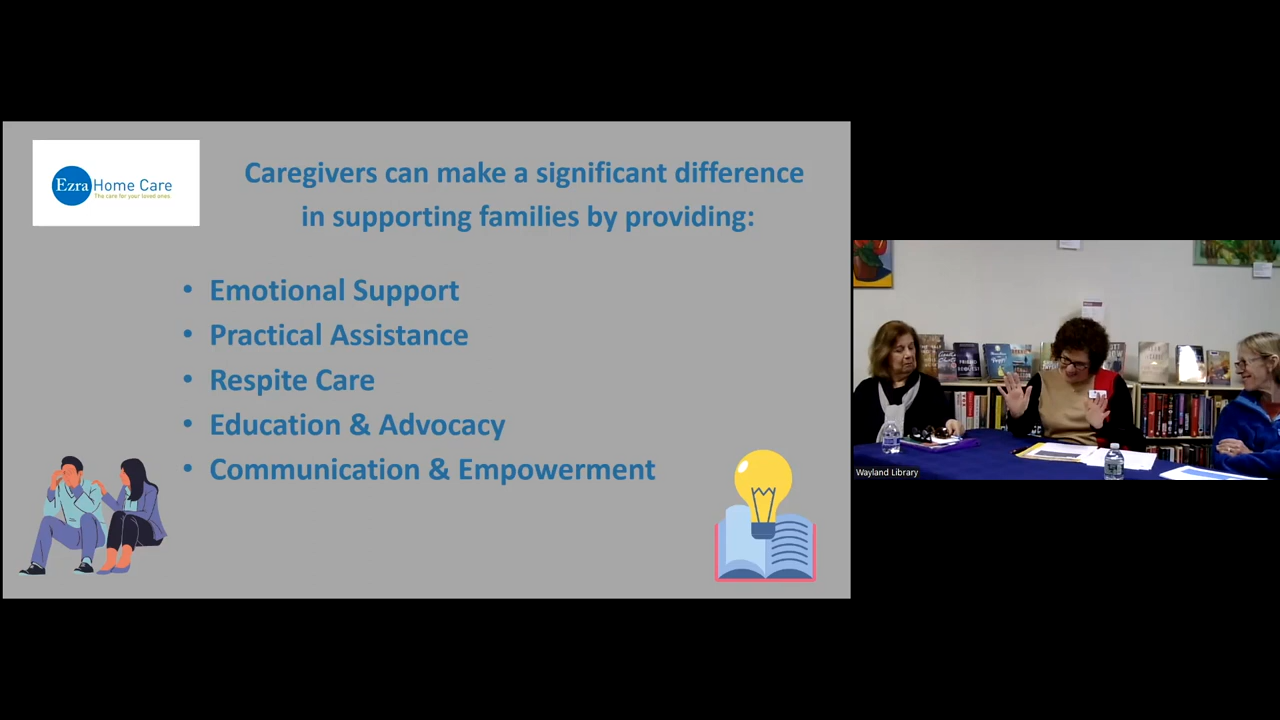 Ezra Home Care
The care for your loved ones
Caregivers can make a significant difference
in supporting families by providing:
• Emotional Support
• Practical Assistance
• Respite Care
• Education & Advocacy
• Communication & Empowerment
Wayland Library